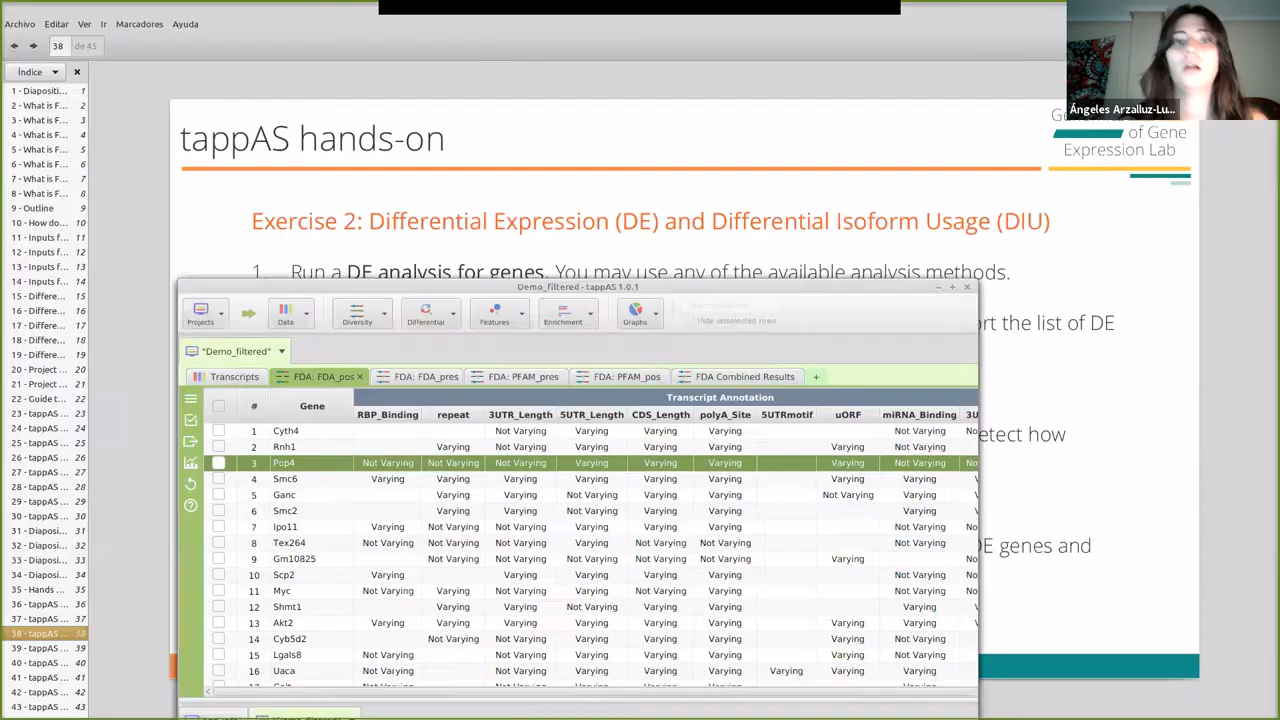 Archivo Editar Ver Ir Marcadores Ayuda
38 de 45
Índice
1 - Diapositi... 1
2 - What is F... 2
3 - What is F... 3
4 - What is F... 4
5 - What is F... 5
6 - What is F... 6
7 - What is F... 7
8 - What is F... 8
9 - Outline 9
10 - How do... 10
11 - Inputs f... 11
12 - Inputs f... 12
13 - Inputs f... 13
14 - Inputs f... 14
15 - Differe... 15
16 - Differe... 16
17 - Differe... 17
18 - Differe... 18
19 - Differe... 19
20 - Project ... 20
21 - Project ... 21
22 - Guide t... 22
23 - tappAS ... 23
24 - tappAS ... 24
25 - tappAS ... 25
26 - tappAS ... 26
27 - tappAS ... 27
28 - tappAS ... 28
29 - tappAS ... 29
30 - tappAS ... 30
31 - Diaposi... 31
32 - Diaposi... 32
33 - Diaposi... 33
34 - Diaposi... 34
35 - Hands ... 35
36 - tappAS ... 36
37 - tappAS ... 37
38 - tappAS ... 38
39 - tappAS ... 39
40 - tappAS ... 40
41 - tappAS ... 41
42 - tappAS ... 42
43 - tappAS ... 43
Ángeles Arzalluz-Lu...
of Gene
Expression Lab
tappAS hands-on
Exercise 2: Differential Expression (DE) and Differential Isoform Usage (DIU)
1. Run a DE analysis for genes. You may use any of the available analysis methods.
ort the list of DE
etect how
DE genes and
Demo_filtered - tappAS 1.0.1
Projects Data Diversity Differential Features Enrichment Graphs
Hide unselected rows
"Demo_filtered"
Transcripts FDA: FDA_pos FDA: FDA_pres FDA: PFAM_pres FDA: PFAM_pos FDA Combined Results +
Transcript Annotation
# Gene RBP_Binding repeat 3UTR_Length 5UTR_Length CDS_Length polyA_Site 5UTRmotif uORF miRNA_Binding 3U
1 Cyth4 Not Varying Varying Varying Varying Not Varying
2 Rnh1 Varying Not Varying Varying Varying Varying Varying Not Varying
3 Pop4 Not Varying Not Varying Not Varying Varying Varying Varying Varying Not Varying No
4 Smc6 Varying Varying Not Varying Varying Varying Varying Varying Varying Va
5 Ganc Varying Varying Not Varying Varying Varying Not Varying Varying Va
6 Smc2 Varying Varying Not Varying Varying Varying Varying Va
7 Ipo11 Varying Not Varying Not Varying Varying Varying Varying Not Varying No
8 Tex264 Not Varying Not Varying Not Varying Varying Not Varying Not Varying Not Varying No
9 Gm10825 Not Varying Not Varying Varying Not Varying Not Varying Varying
10 Scp2 Varying Varying Varying Not Varying Varying Not Varying No
11 Myc Not Varying Varying Not Varying Varying Not Varying Varying Not Varying No
12 Shmt1 Varying Varying Not Varying Varying Varying Varying Va
13 Akt2 Varying Varying Not Varying Varying Varying Varying Varying Varying No
14 Cyb5d2 Not Varying Not Varying Varying Varying Varying Varying Not Varying No
15 Lgals8 Not Varying Not Varying Varying Varying Varying Not Varying No
16 Uaca Varying Varying Not Varying Varying Varying Varying Varying Varying Varying Va